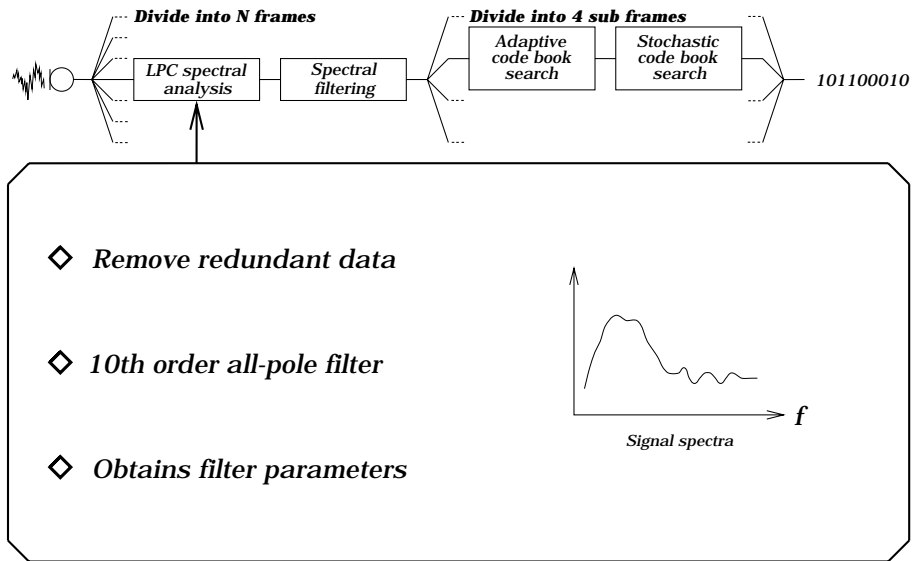 Divide into N frames
Divide into 4 sub frames
LPC spectral
analysis
Spectral
filtering
Adaptive
code book
search
Stochastic
code book
search
101100010
Remove redundant data
10th order all-pole filter
Obtains filter parameters
f
Signal spectra